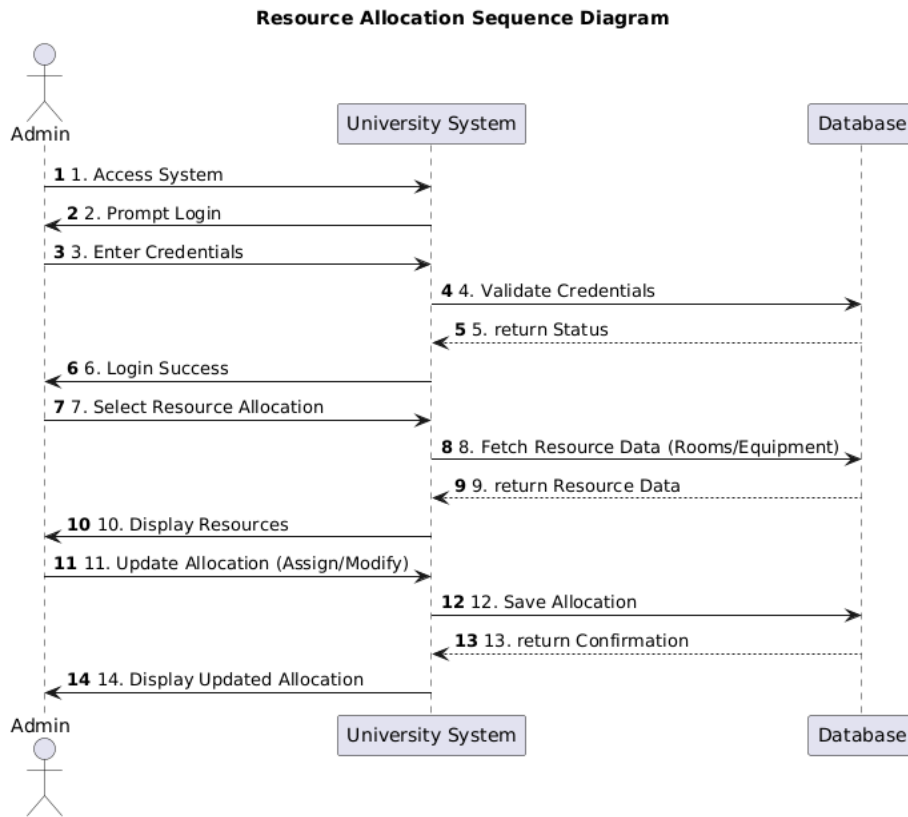 Resource Allocation Sequence Diagram
Admin
University System
Database
1 1. Access System
2 2. Prompt Login
3 3. Enter Credentials
4 4. Validate Credentials
5 5. return Status
6 6. Login Success
7 7. Select Resource Allocation
8 8. Fetch Resource Data (Rooms/Equipment)
9 9. return Resource Data
10 10. Display Resources
11 11. Update Allocation (Assign/Modify)
12 12. Save Allocation
13 13. return Confirmation
14 14. Display Updated Allocation
Admin
University System
Database